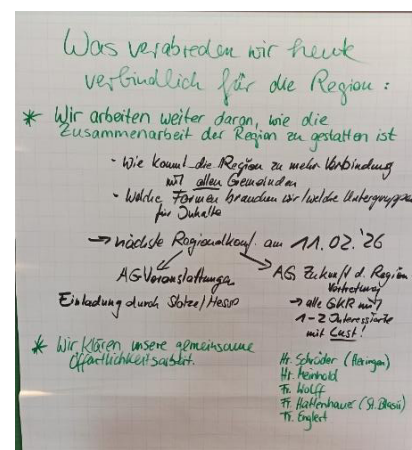 Was verabreden wir heute
verbindlich für die Region:
* Wir arbeiten weiter daran, wie die
Zusammenarbeit der Region zu gestalten ist
- Wie kommt die Region zu mehr Verbindung
mit allen Gemeinden
- Welche Formen brauchen wir/welche Untergruppen
für Inhalte
→ nächste Regionalkonf. am 11.02.'26
AG Veranstaltungen
Einladung durch
AG Zukunft d. Region
Vertretung
→ alle GKR mit
1-2 Interessierte
mit Lust!
* Wir klären unsere gemeinsame
Öffentlichkeitsarbeit.
Hr. Schröder (Heringen)
Hr. Meinhold
Fr. Wolff
Fr. Hattenhauer (St. Blasii)
Fr. Englert